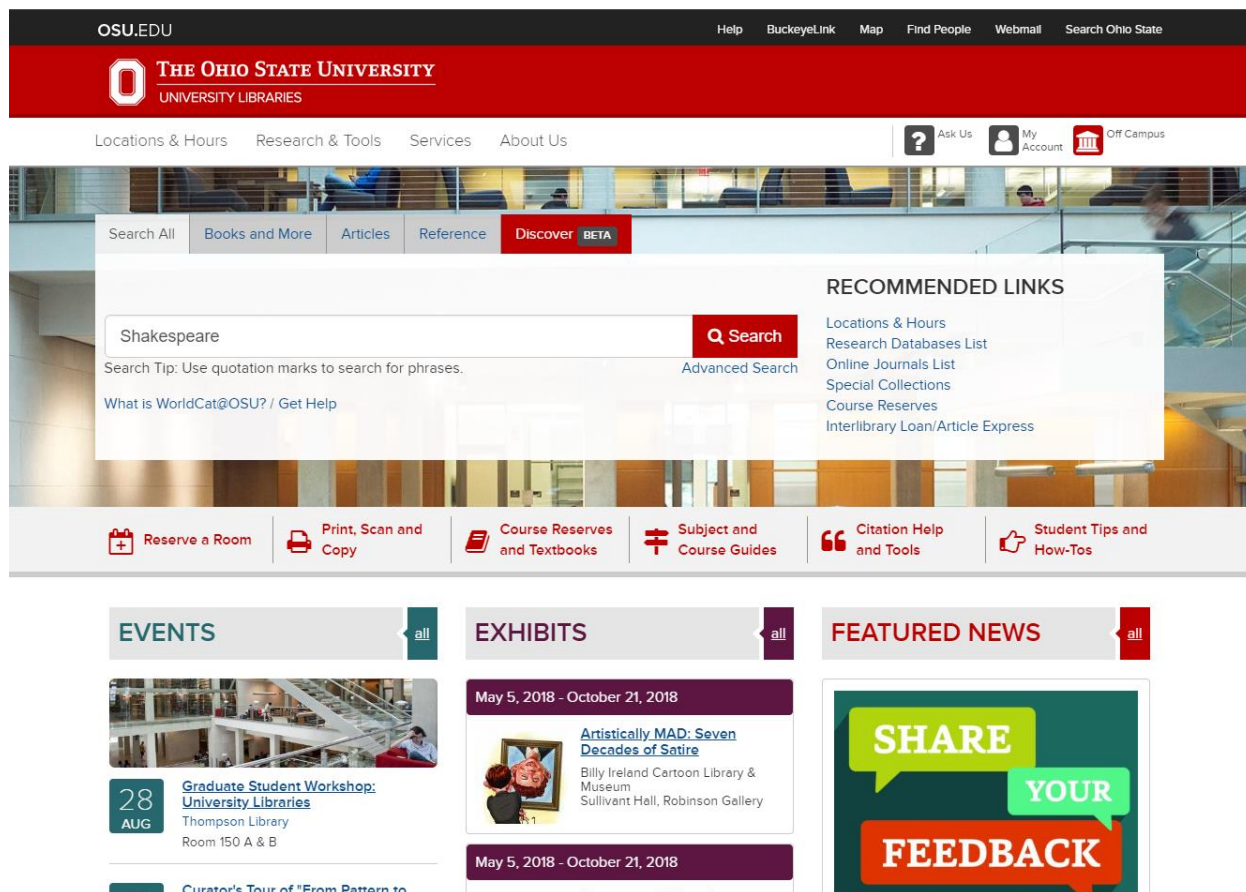 OSU.EDU
Help BuckeyeLink Map Find People Webmail Search Ohio State
THE OHIO STATE UNIVERSITY
UNIVERSITY LIBRARIES
Locations & Hours Research & Tools Services About Us
Ask Us
My
Account
Off Campus
Search All Books and More Articles Reference Discover BETA
Shakespeare
Search
Search Tip: Use quotation marks to search for phrases.
Advanced Search
What is WorldCat@OSU? / Get Help
RECOMMENDED LINKS
Locations & Hours
Research Databases List
Online Journals List
Special Collections
Course Reserves
Interlibrary Loan/Article Express
Reserve a Room
Print, Scan and
Copy
Course Reserves
and Textbooks
Subject and
Course Guides
Citation Help
and Tools
Student Tips and
How-Tos
EVENTS
all
28
AUG
Graduate Student Workshop:
University Libraries
Thompson Library
Room 150 A & B
Curator's Tour of "From Pattern to
EXHIBITS
all
May 5, 2018 - October 21, 2018
Artistically MAD: Seven
Decades of Satire
Billy Ireland Cartoon Library &
Museum
Sullivant Hall, Robinson Gallery
May 5, 2018 - October 21, 2018
FEATURED NEWS
all
SHARE
YOUR
FEEDBACK